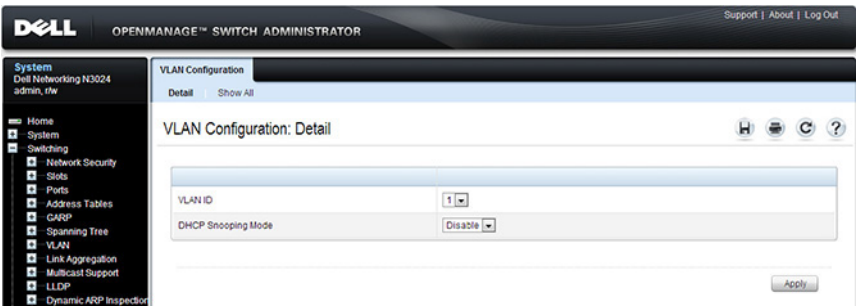 Support | About | Log Out
DELL OPENMANAGE™ SWITCH ADMINISTRATOR
System
Dell Networking N3024
admin, r/w
Home
System
Switching
Network Security
Slots
Ports
Address Tables
GARP
Spanning Tree
VLAN
Link Aggregation
Multicast Support
LLDP
Dynamic ARP Inspection
VLAN Configuration
Detail | Show All
VLAN Configuration: Detail
VLAN ID 1
DHCP Snooping Mode Disable
Apply